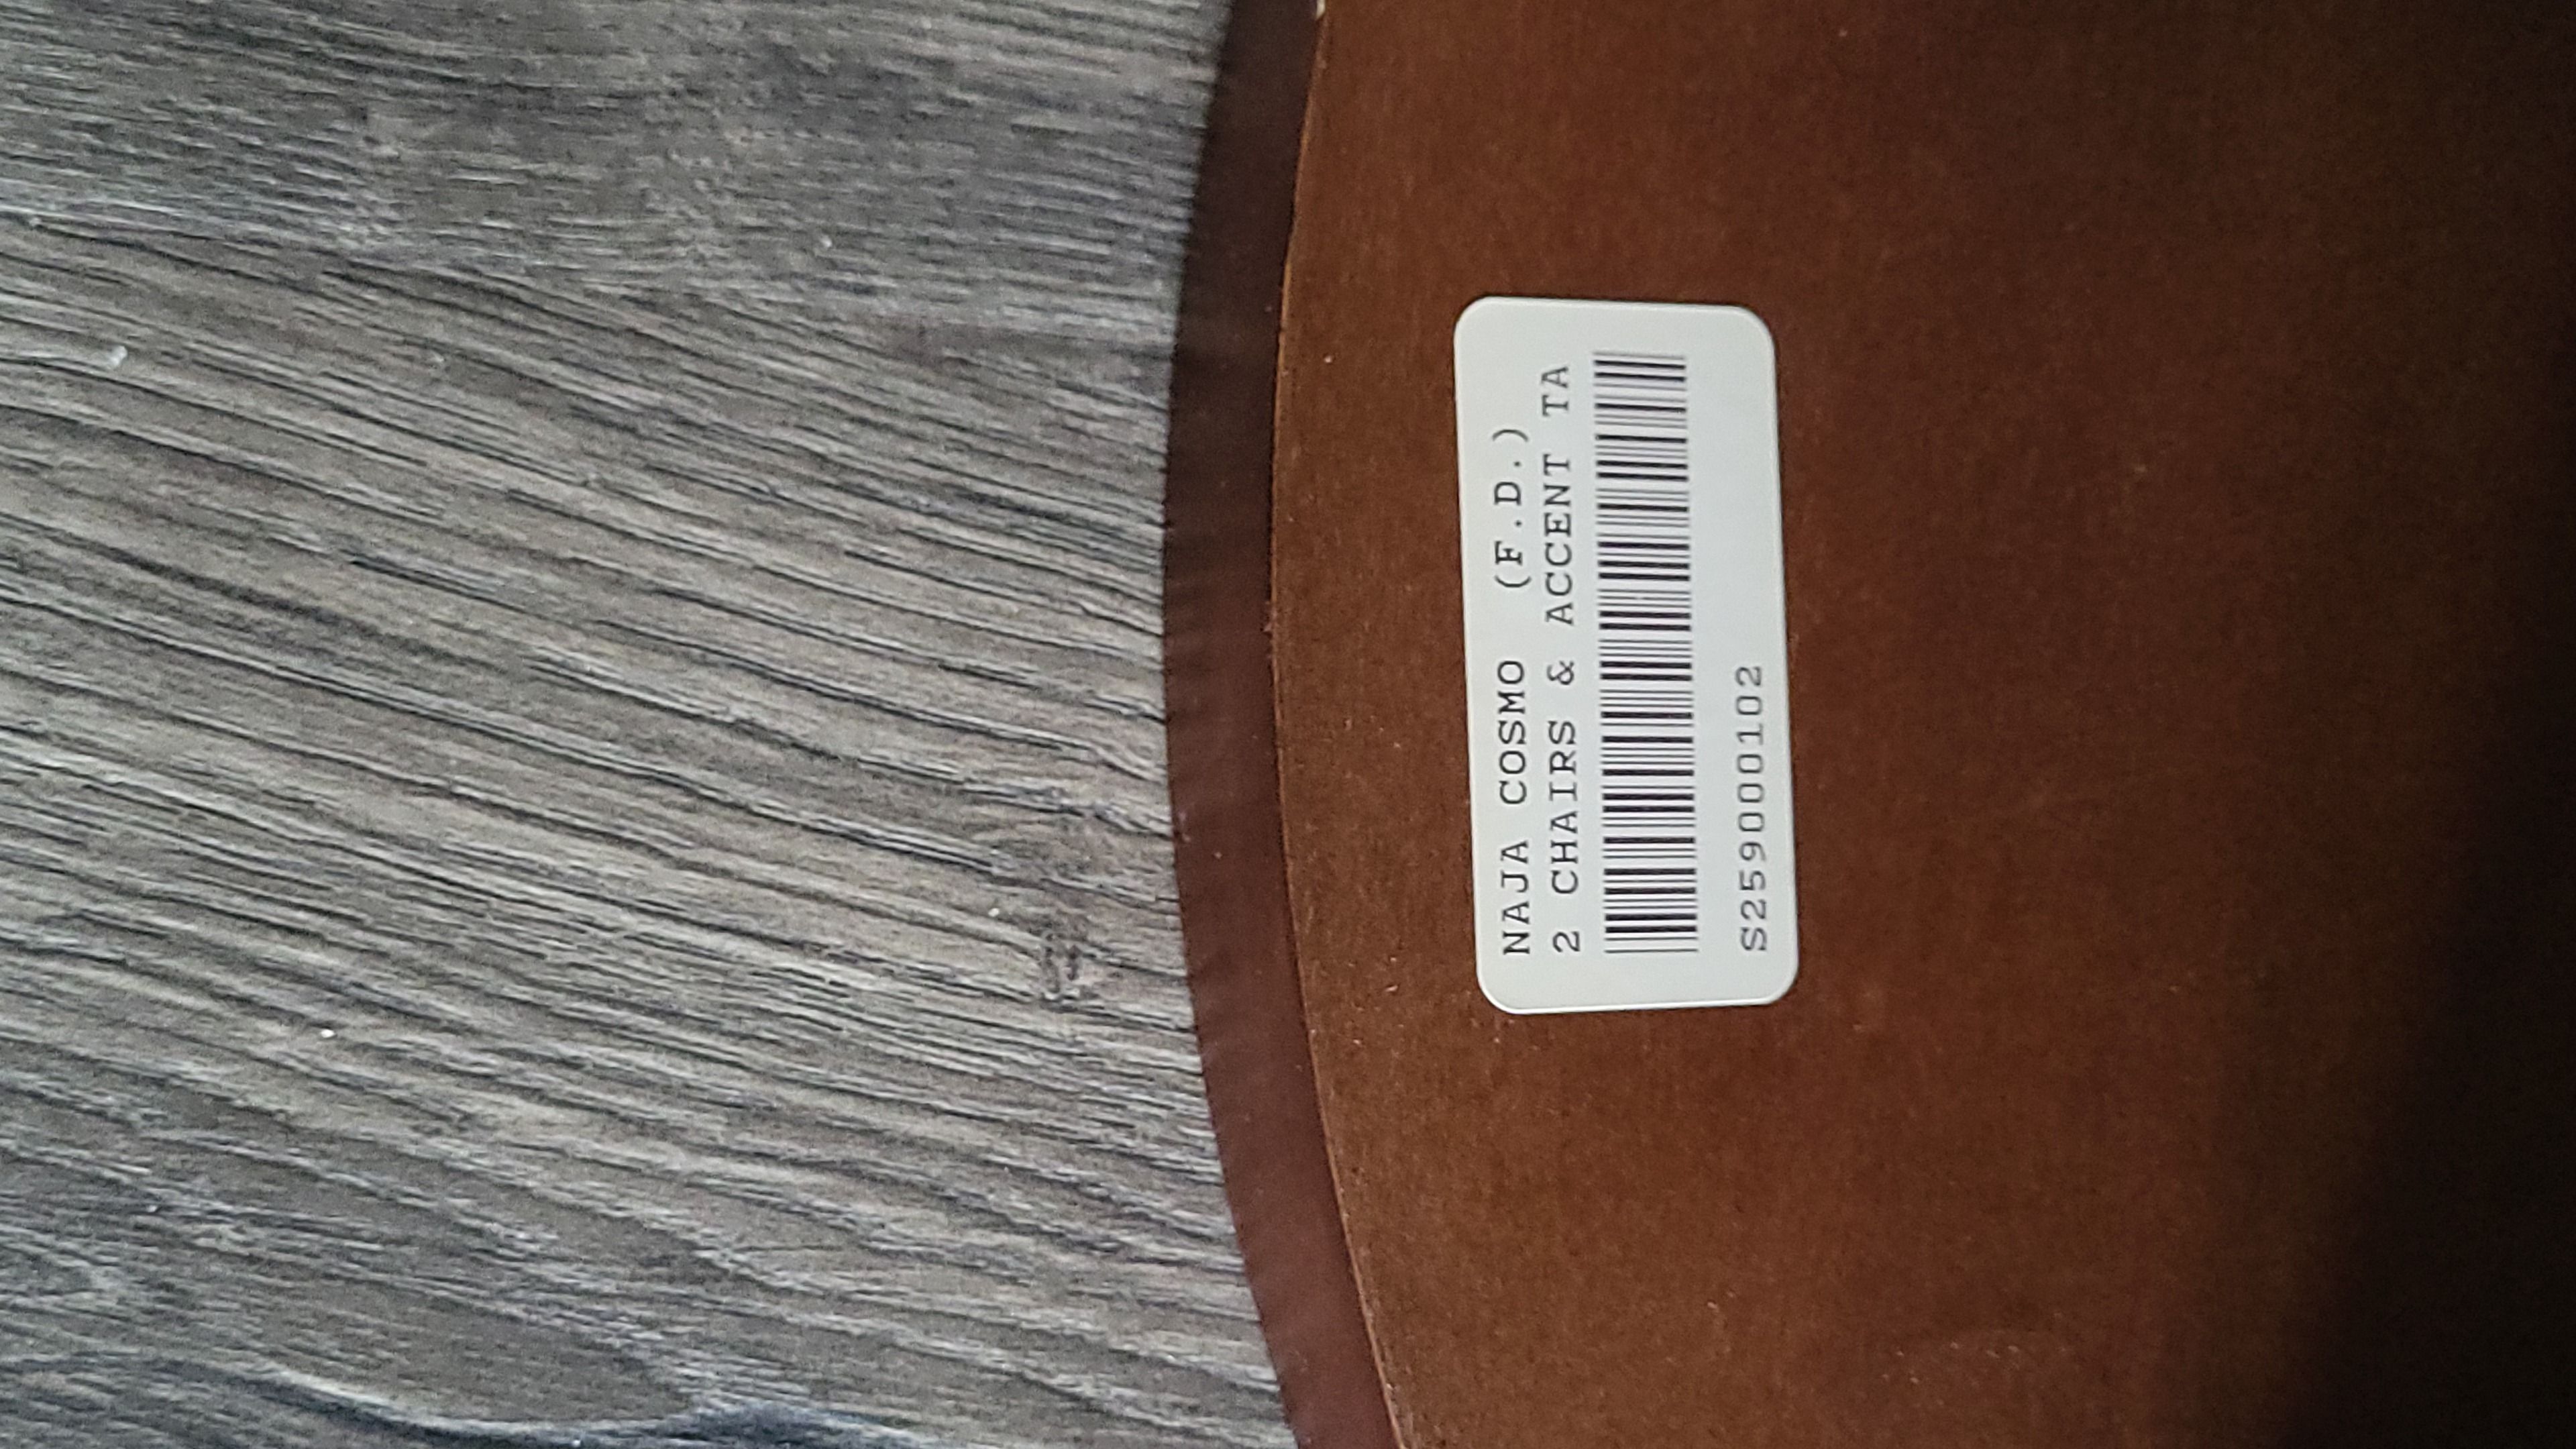 NAJA COSMO (F.D.)
2 CHAIRS & ACCENT TA
S259000102